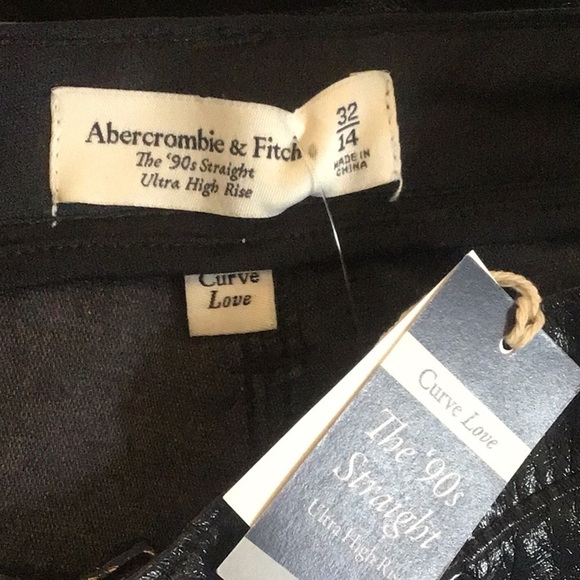 Abercrombie & Fitch
The ‘90s Straight
Ultra High Rise
32
14
MADE IN
CHINA
Curve
Love
Curve Love
The ‘90s
Straight
Ultra High Rise